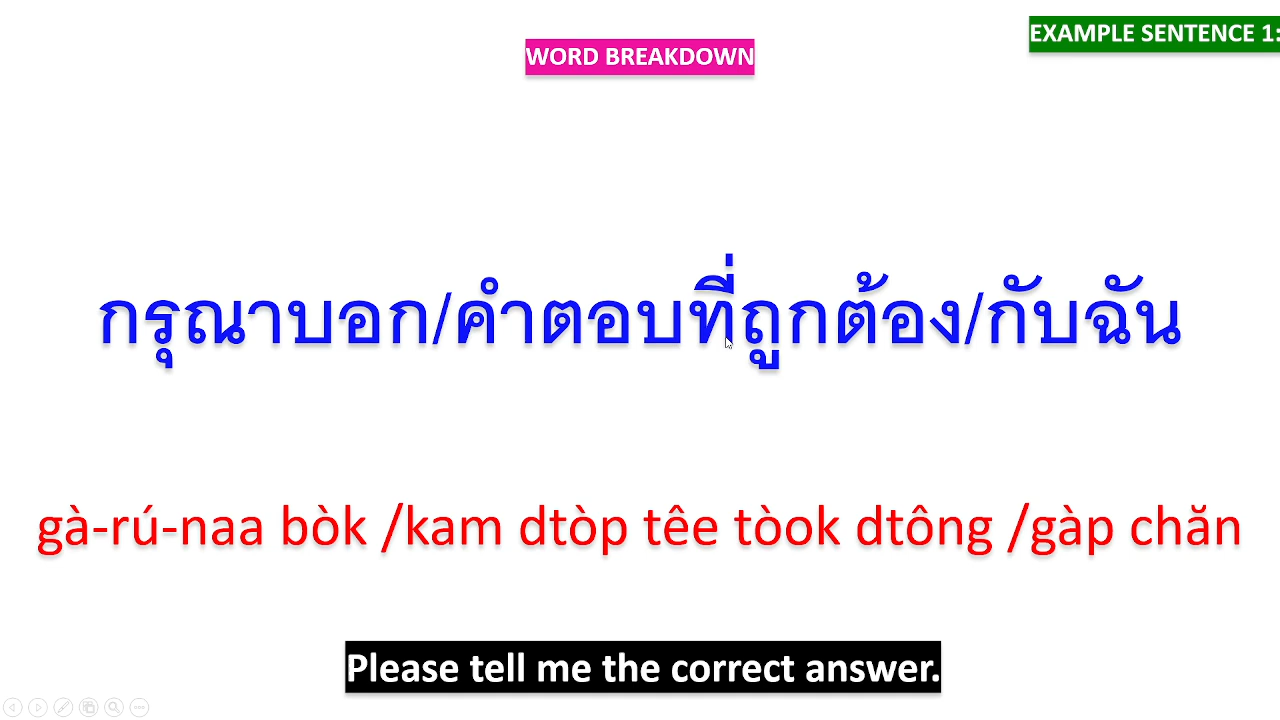 EXAMPLE SENTENCE 1:
WORD BREAKDOWN
กรุณาบอก/คำตอบที่ถูกต้อง/กับฉัน
gà-rú-naa bòk /kam dtòp têe tòok dtông /gàp chăn
Please tell me the correct answer.